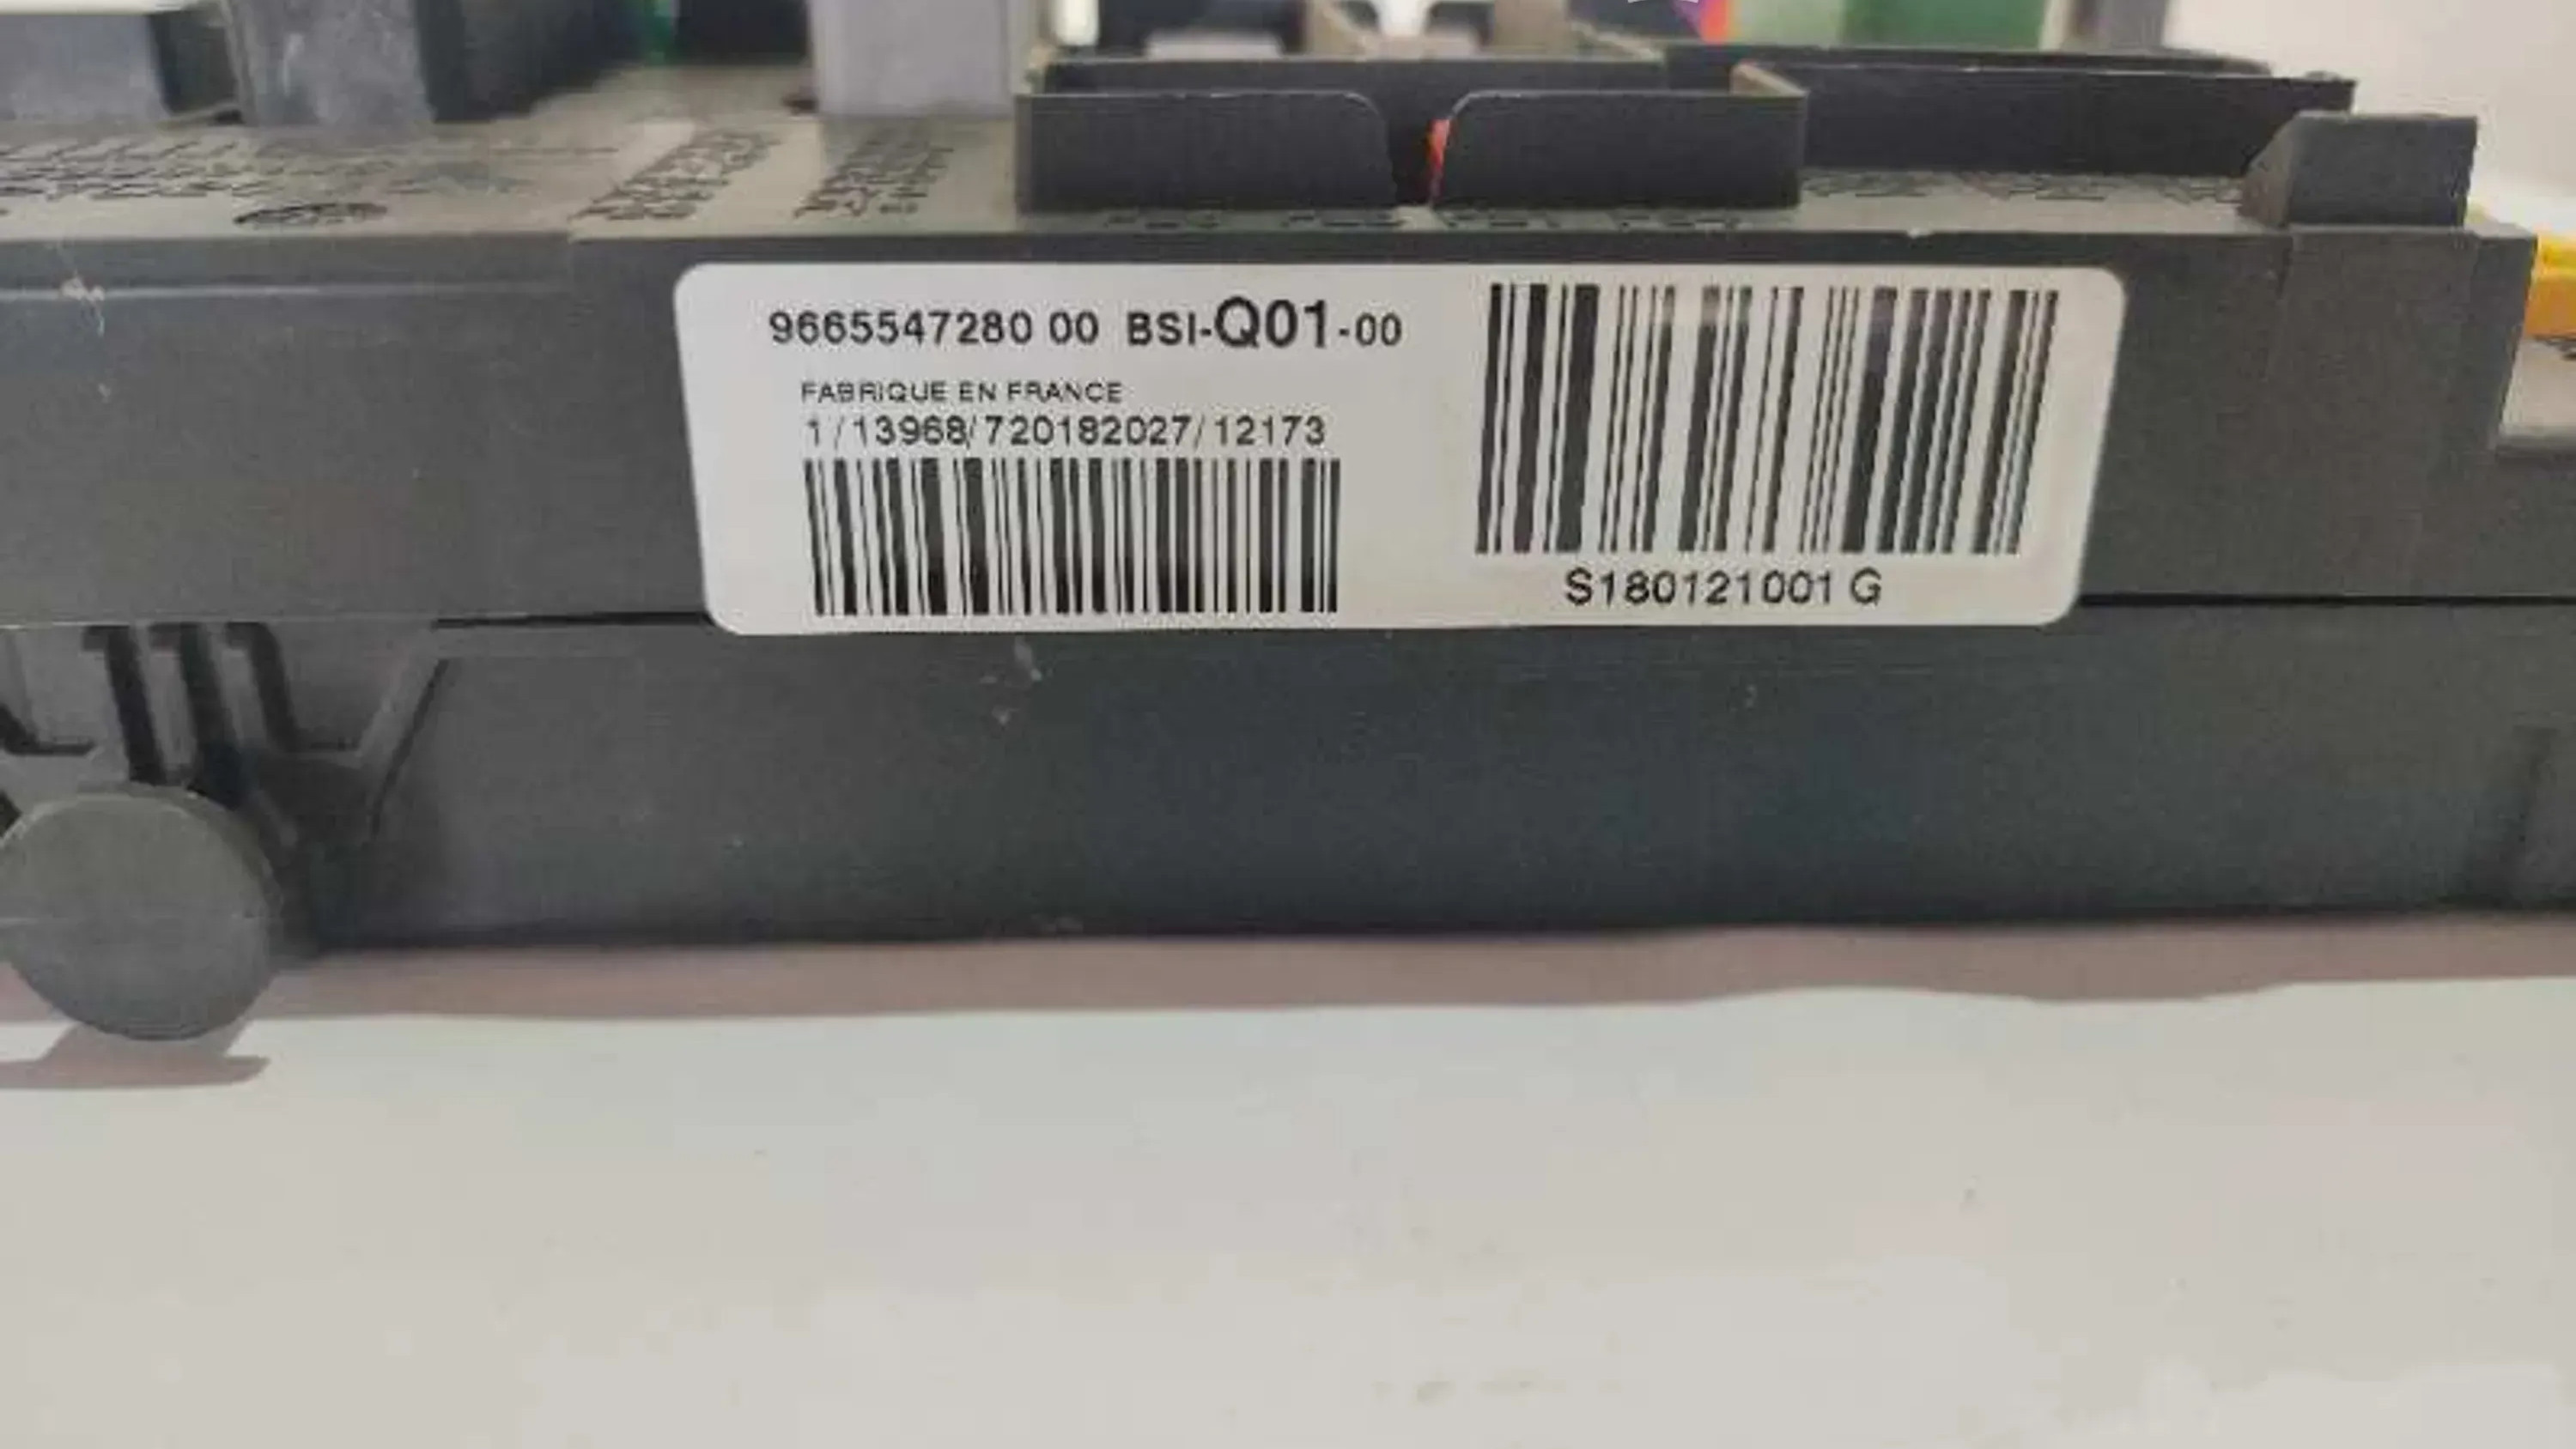 9665547280 00 BSI-Q01-00
FABRIQUE EN FRANCE
1/13968/720182027/12173
S180121001 G